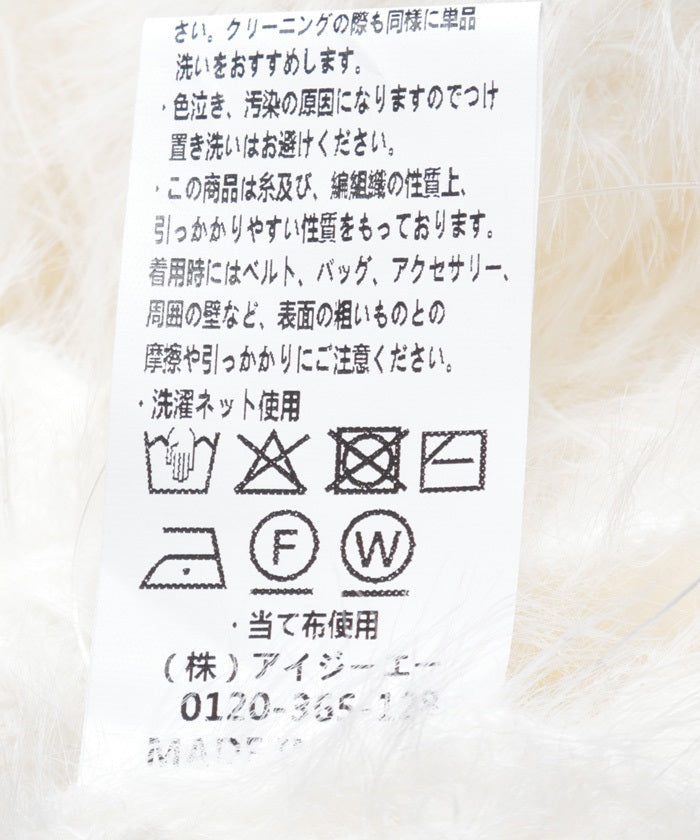 さい。クリーニングの際も同様に単品
洗いをおすすめします。
・色泣き、汚染の原因になりますのでつけ
置き洗いはお避けください。
・この商品は糸及び、編組織の性質上、
引っかかりやすい性質をもっております。
着用時にはベルト、バッグ、アクセサリー、
周囲の壁など、表面の粗いものとの
摩擦や引っかかりにご注意ください。
・洗濯ネット使用
F W
・当て布使用
(株)アイジーエー
0120-365-128
MADE